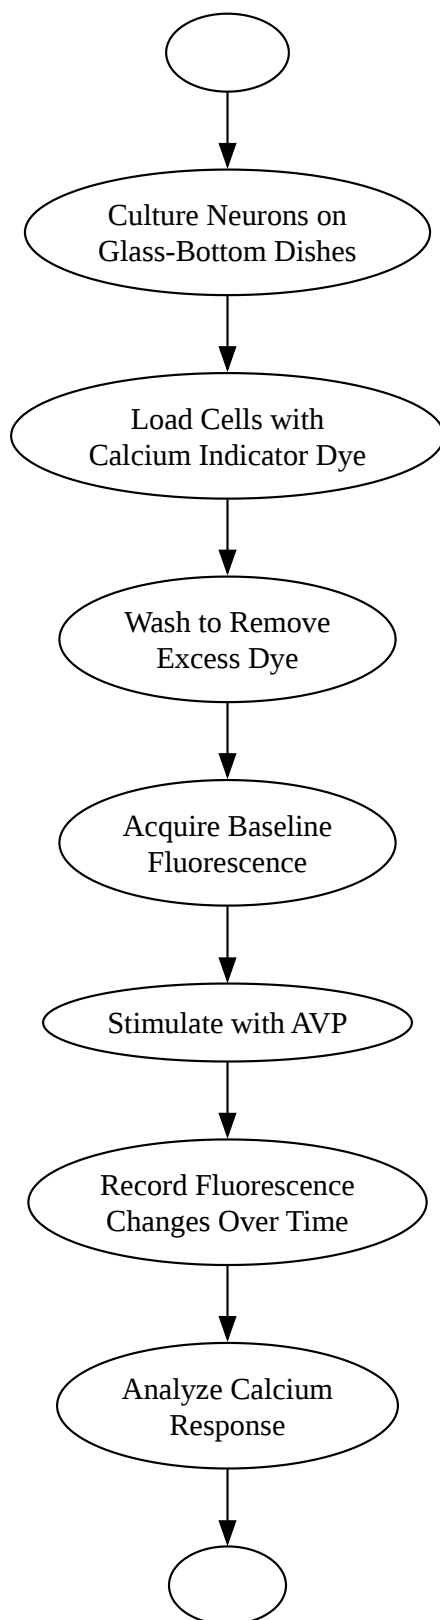 Culture Neurons on
Glass-Bottom Dishes
Load Cells with
Calcium Indicator Dye
Wash to Remove
Excess Dye
Acquire Baseline
Fluorescence
Stimulate with AVP
Record Fluorescence
Changes Over Time
Analyze Calcium
Response